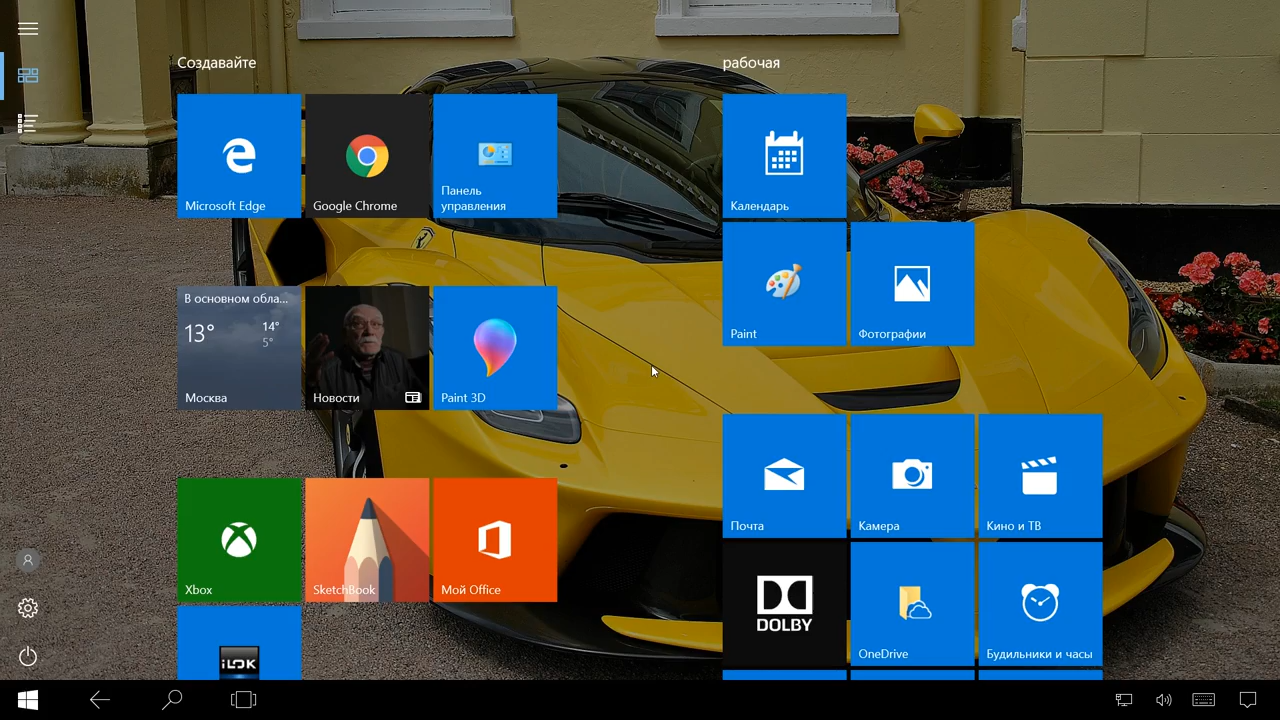 Создавайте
рабочая
Microsoft Edge
Google Chrome
Панель
управления
Календарь
Paint
Фотографии
В основном обла...
13°
14°
5°
Москва
Новости
Paint 3D
Почта
Камера
Кино и ТВ
Xbox
SketchBook
Мой Office
DOLBY
OneDrive
Будильники и часы
iLOK